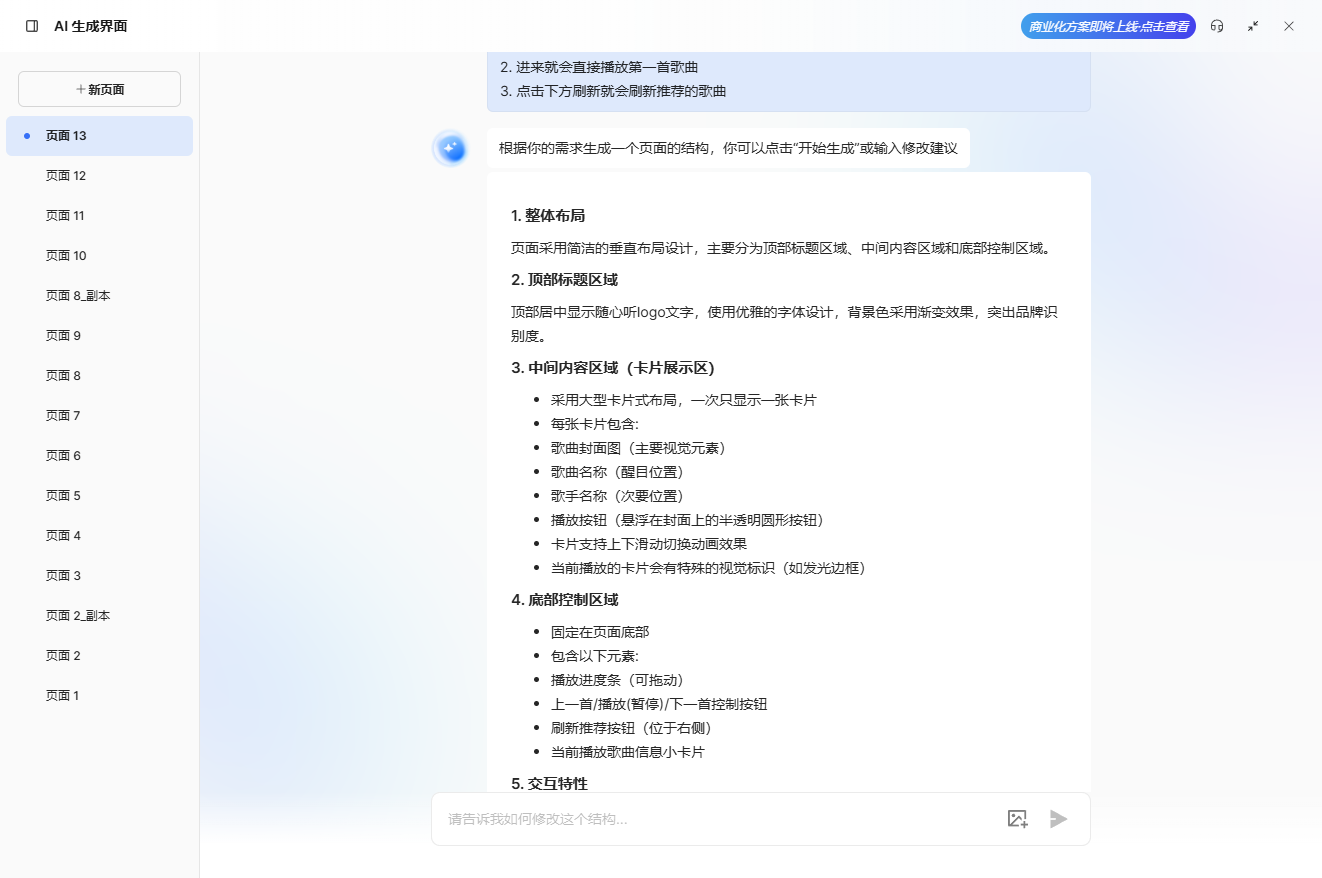 AI 生成界面
商业化方案即将上线·点击查看
+ 新页面
页面 13
页面 12
页面 11
页面 10
页面 8_副本
页面 9
页面 8
页面 7
页面 6
页面 5
页面 4
页面 3
页面 2_副本
页面 2
页面 1
2. 进来就会直接播放第一首歌曲
3. 点击下方刷新就会刷新推荐的歌曲
根据你的需求生成一个页面的结构，你可以点击“开始生成”或输入修改建议
1. 整体布局
页面采用简洁的垂直布局设计，主要分为顶部标题区域、中间内容区域和底部控制区域。
2. 顶部标题区域
顶部居中显示随心听logo文字，使用优雅的字体设计，背景色采用渐变效果，突出品牌识
别度。
3. 中间内容区域（卡片展示区）
• 采用大型卡片式布局，一次只显示一张卡片
• 每张卡片包含:
• 歌曲封面图（主要视觉元素）
• 歌曲名称（醒目位置）
• 歌手名称（次要位置）
• 播放按钮（悬浮在封面上的半透明圆形按钮）
• 卡片支持上下滑动切换动画效果
• 当前播放的卡片会有特殊的视觉标识（如发光边框）
4. 底部控制区域
• 固定在页面底部
• 包含以下元素:
• 播放进度条（可拖动）
• 上一首/播放(暂停)/下一首控制按钮
• 刷新推荐按钮（位于右侧）
• 当前播放歌曲信息小卡片
5. 交互特性
请告诉我如何修改这个结构...